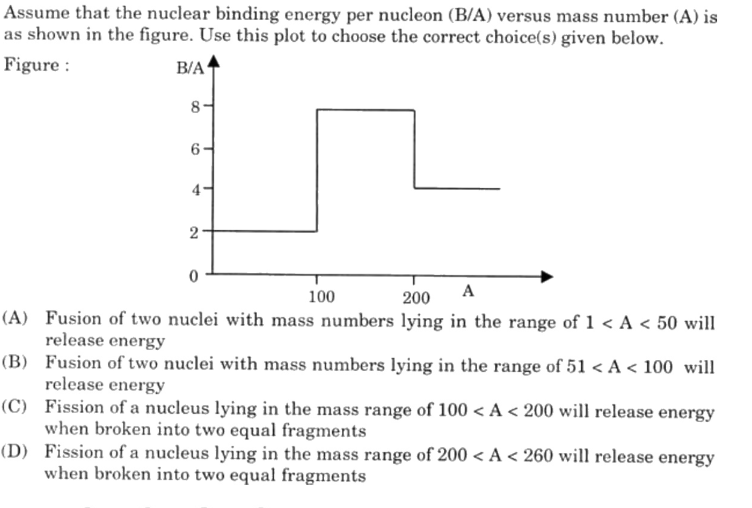 Assume that the nuclear binding energy per nucleon (B/A) versus mass number (A) is
as shown in the figure. Use this plot to choose the correct choice(s) given below.
Figure :
B/A
8
6
4
2
0
100 200 A
(A) Fusion of two nuclei with mass numbers lying in the range of 1 < A < 50 will
release energy
(B) Fusion of two nuclei with mass numbers lying in the range of 51 < A < 100 will
release energy
(C) Fission of a nucleus lying in the mass range of 100 < A < 200 will release energy
when broken into two equal fragments
(D) Fission of a nucleus lying in the mass range of 200 < A < 260 will release energy
when broken into two equal fragments